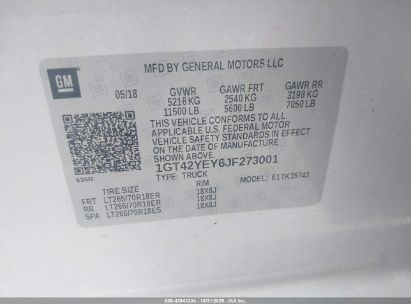 MFD BY GENERAL MOTORS LLC
GM
05/18 GVWR GAWR FRT GAWR RR
5216 KG 2540 KG 3198 KG
11500 LB 5600 LB 7050 LB
THIS VEHICLE CONFORMS TO ALL
APPLICABLE U.S. FEDERAL MOTOR
VEHICLE SAFETY STANDARDS IN EFFECT
ON THE DATE OF MANUFACTURE
SHOWN ABOVE.
1GT42YEY6JF273001
TYPE: TRUCK MODEL: 61TK35743
TIRE SIZE RIM
FRT LT265/70R18ER 18X8J
RR LT265/70R18ER 18X8J
SPA LT265/70R18ES 18X8J